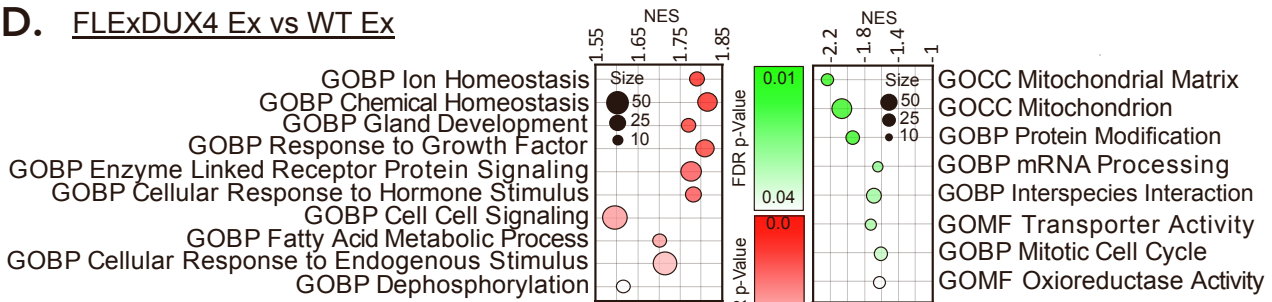 D. FLExDUX4 Ex vs WT Ex
NES
1.55 1.65 1.75 1.85
GOBP Ion Homeostasis
GOBP Chemical Homeostasis
GOBP Gland Development
GOBP Response to Growth Factor
GOBP Enzyme Linked Receptor Protein Signaling
GOBP Cellular Response to Hormone Stimulus
GOBP Cell Cell Signaling
GOBP Fatty Acid Metabolic Process
GOBP Cellular Response to Endogenous Stimulus
GOBP Dephosphorylation
Size
50
25
10
FDR p-Value
0.01
0.04
0.0
p-Value
NES
2.2 1.8 1.4 1
Size
50
25
10
GOCC Mitochondrial Matrix
GOCC Mitochondrion
GOBP Protein Modification
GOBP mRNA Processing
GOBP Interspecies Interaction
GOMF Transporter Activity
GOBP Mitotic Cell Cycle
GOMF Oxioreductase Activity